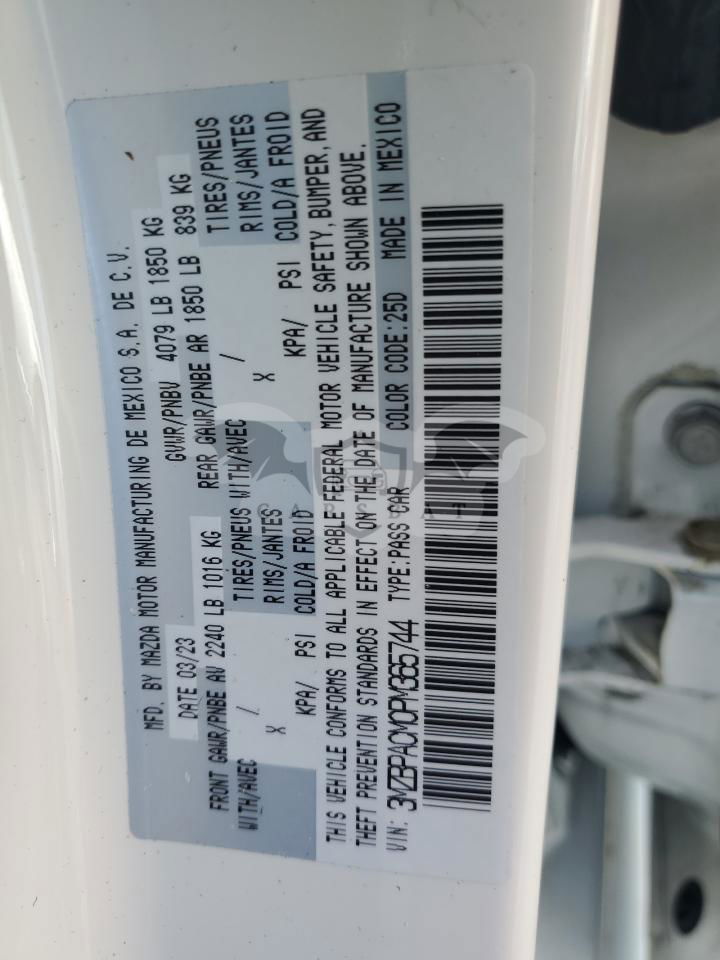 MFD. BY MAZDA MOTOR MANUFACTURING DE MEXICO S.A. DE C.V.
DATE 03/23 GVWR/PNBV 4079 LB 1850 KG
FRONT GAWR/PNBE AV 2240 LB 1016 KG REAR GAWR/PNBE AR 1850 LB 839 KG
WITH/AVEC / TIRES/PNEUS WITH/AVEC / TIRES/PNEUS
X RIMS/JANTES X RIMS/JANTES
KPA/ PSI COLD/A FROID KPA/ PSI COLD/A FROID
THIS VEHICLE CONFORMS TO ALL APPLICABLE FEDERAL MOTOR VEHICLE SAFETY, BUMPER, AND
THEFT PREVENTION STANDARDS IN EFFECT ON THE DATE OF MANUFACTURE SHOWN ABOVE.
VIN: 3MZBPACM0PM365744 TYPE:PASS CAR COLOR CODE:25D MADE IN MEXICO